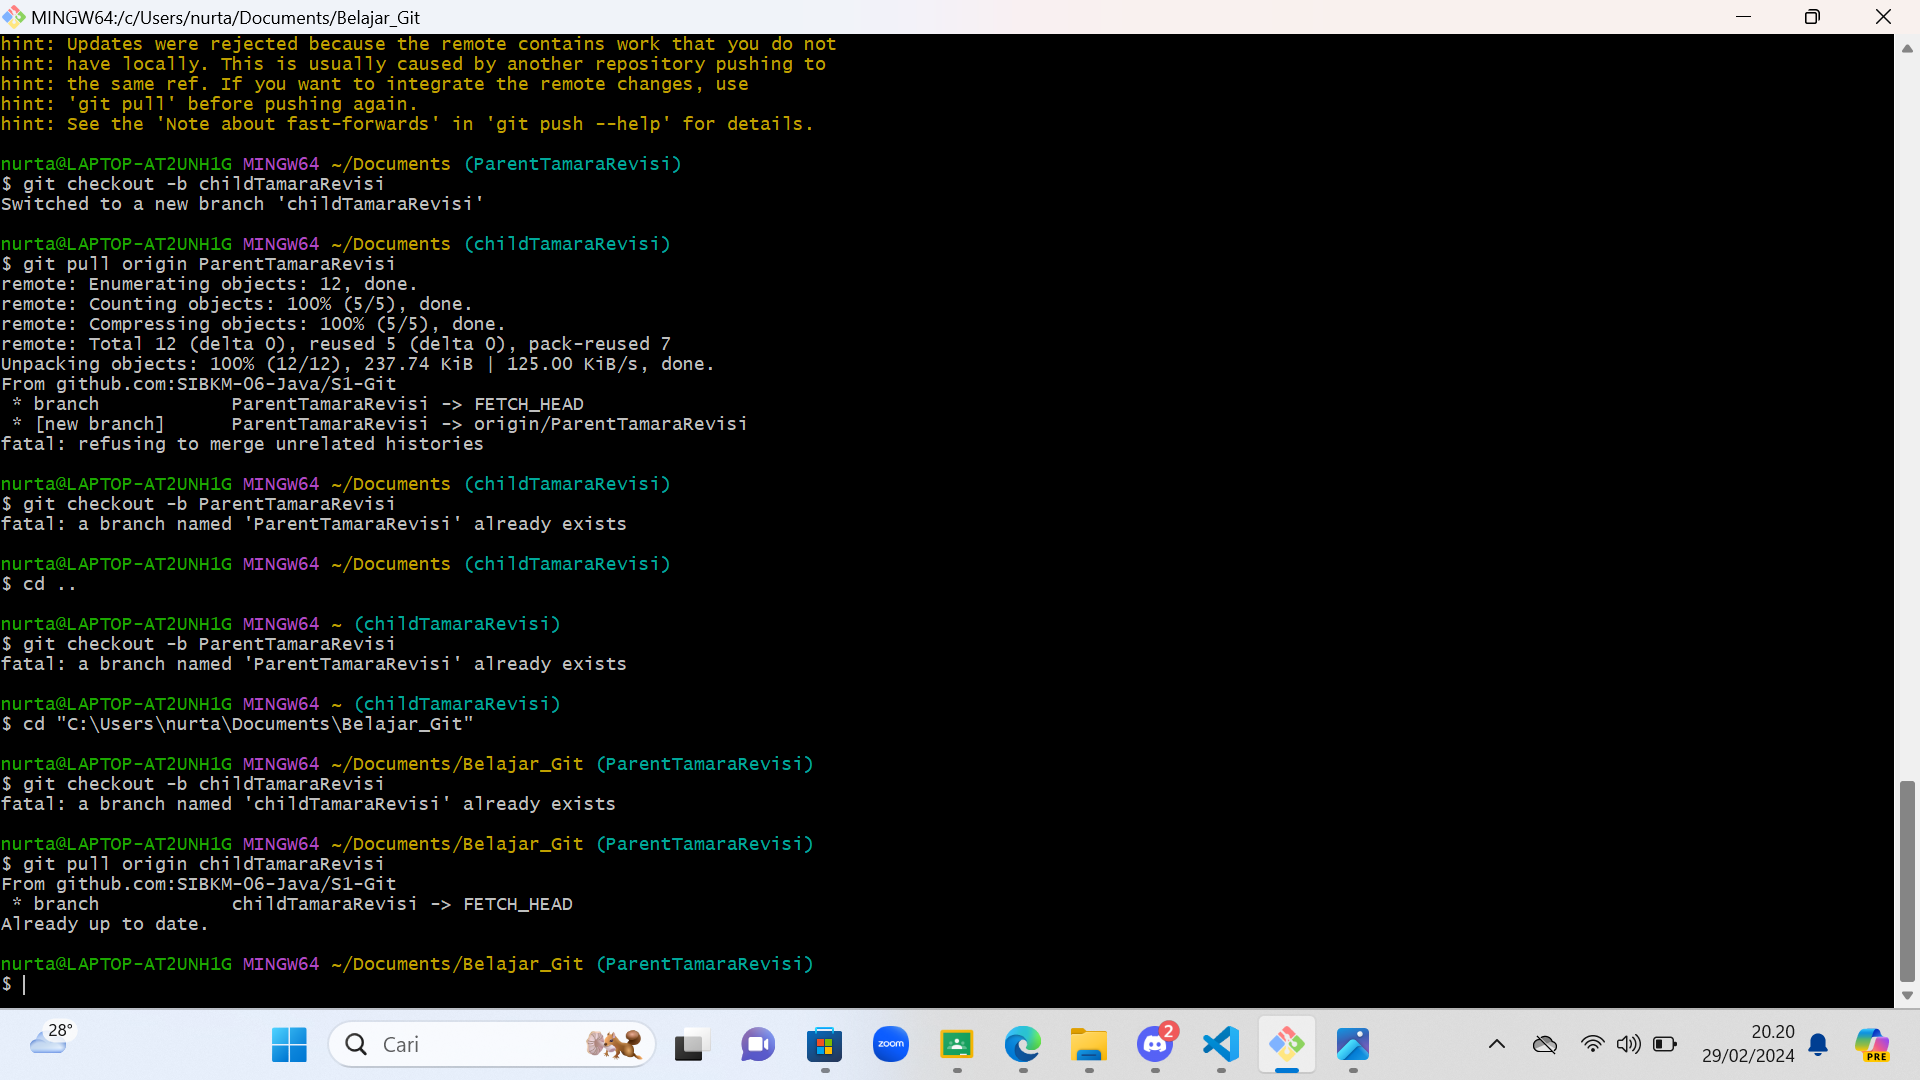 MINGW64:/c/Users/nurta/Documents/Belajar_Git
hint: Updates were rejected because the remote contains work that you do not
hint: have locally. This is usually caused by another repository pushing to
hint: the same ref. If you want to integrate the remote changes, use
hint: 'git pull' before pushing again.
hint: See the 'Note about fast-forwards' in 'git push --help' for details.
nurta@LAPTOP-AT2UNH1G MINGW64 ~/Documents (ParentTamaraRevisi)
$ git checkout -b childTamaraRevisi
Switched to a new branch 'childTamaraRevisi'
nurta@LAPTOP-AT2UNH1G MINGW64 ~/Documents (childTamaraRevisi)
$ git pull origin ParentTamaraRevisi
remote: Enumerating objects: 12, done.
remote: Counting objects: 100% (5/5), done.
remote: Compressing objects: 100% (5/5), done.
remote: Total 12 (delta 0), reused 5 (delta 0), pack-reused 7
Unpacking objects: 100% (12/12), 237.74 KiB | 125.00 KiB/s, done.
From github.com:SIBKM-06-Java/S1-Git
 * branch            ParentTamaraRevisi -> FETCH_HEAD
 * [new branch]      ParentTamaraRevisi -> origin/ParentTamaraRevisi
fatal: refusing to merge unrelated histories
nurta@LAPTOP-AT2UNH1G MINGW64 ~/Documents (childTamaraRevisi)
$ git checkout -b ParentTamaraRevisi
fatal: a branch named 'ParentTamaraRevisi' already exists
nurta@LAPTOP-AT2UNH1G MINGW64 ~/Documents (childTamaraRevisi)
$ cd ..
nurta@LAPTOP-AT2UNH1G MINGW64 ~ (childTamaraRevisi)
$ git checkout -b ParentTamaraRevisi
fatal: a branch named 'ParentTamaraRevisi' already exists
nurta@LAPTOP-AT2UNH1G MINGW64 ~ (childTamaraRevisi)
$ cd "C:\Users\nurta\Documents\Belajar_Git"
nurta@LAPTOP-AT2UNH1G MINGW64 ~/Documents/Belajar_Git (ParentTamaraRevisi)
$ git checkout -b childTamaraRevisi
fatal: a branch named 'childTamaraRevisi' already exists
nurta@LAPTOP-AT2UNH1G MINGW64 ~/Documents/Belajar_Git (ParentTamaraRevisi)
$ git pull origin childTamaraRevisi
From github.com:SIBKM-06-Java/S1-Git
 * branch            childTamaraRevisi -> FETCH_HEAD
Already up to date.
nurta@LAPTOP-AT2UNH1G MINGW64 ~/Documents/Belajar_Git (ParentTamaraRevisi)
$
28°
Cari
zoom
2
20.20
29/02/2024
PRE